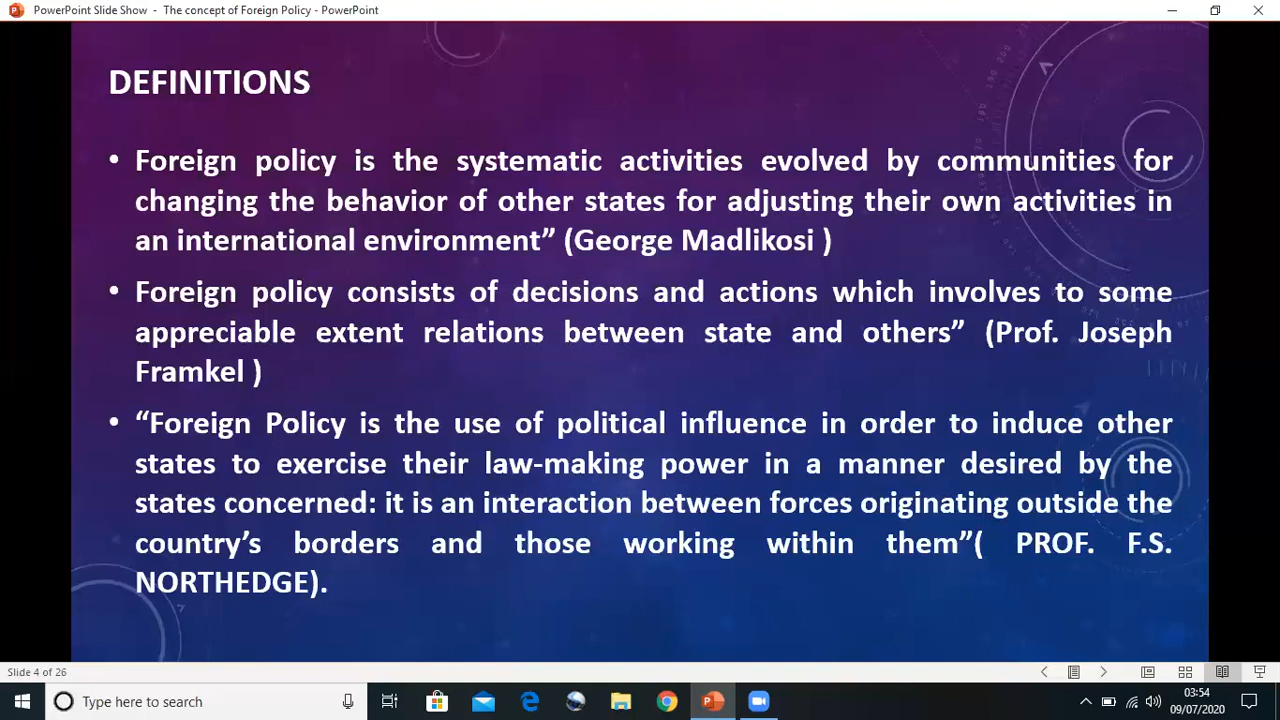 PowerPoint Slide Show - The concept of Foreign Policy - PowerPoint
DEFINITIONS
• Foreign policy is the systematic activities evolved by communities for
changing the behavior of other states for adjusting their own activities in
an international environment” (George Madlikosi )
• Foreign policy consists of decisions and actions which involves to some
appreciable extent relations between state and others” (Prof. Joseph
Framkel )
• “Foreign Policy is the use of political influence in order to induce other
states to exercise their law-making power in a manner desired by the
states concerned: it is an interaction between forces originating outside the
country’s borders and those working within them”( PROF. F.S.
NORTHEDGE).
Slide 4 of 26
Type here to search
03:54
09/07/2020